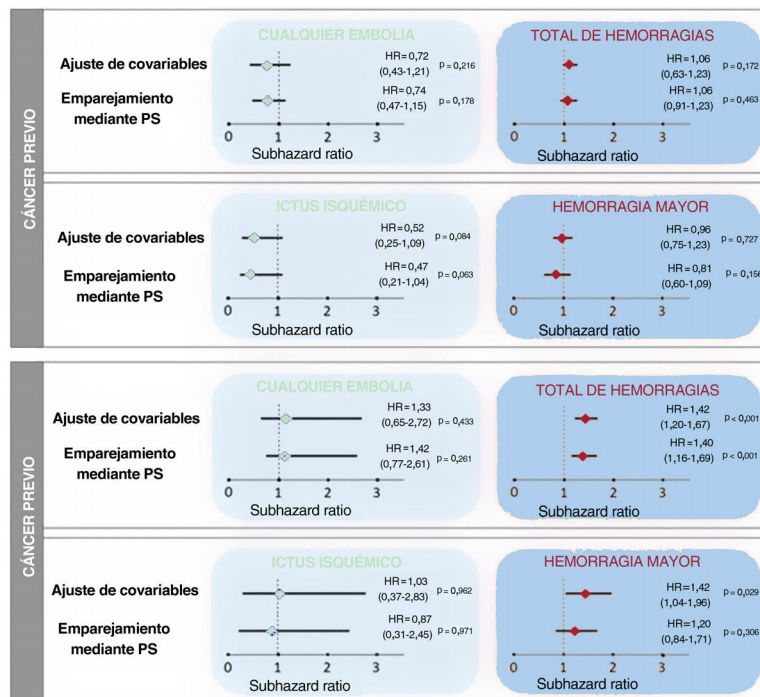 CÁNCER PREVIO
CUALQUIER EMBOLIA
Ajuste de covariables
HR=0,72
(0,43-1,21)
p=0,216
Emparejamiento
mediante PS
HR=0,74
(0,47-1,15)
p=0,178
0 1 2 3
Subhazard ratio
TOTAL DE HEMORRAGIAS
HR=1,06
(0,63-1,23)
p=0,172
HR=1,06
(0,91-1,23)
p=0,463
0 1 2 3
Subhazard ratio
ICTUS ISQUÉMICO
Ajuste de covariables
HR=0,52
(0,25-1,09)
p=0,084
Emparejamiento
mediante PS
HR=0,47
(0,21-1,04)
p=0,063
0 1 2 3
Subhazard ratio
HEMORRAGIA MAYOR
HR=0,96
(0,75-1,23)
p=0,727
HR=0,81
(0,60-1,09)
p=0,156
0 1 2 3
Subhazard ratio
CÁNCER PREVIO
CUALQUIER EMBOLIA
Ajuste de covariables
HR=1,33
(0,65-2,72)
p=0,433
Emparejamiento
mediante PS
HR=1,42
(0,77-2,61)
p=0,261
0 1 2 3
Subhazard ratio
TOTAL DE HEMORRAGIAS
HR=1,42
(1,20-1,67)
p<0,001
HR=1,40
(1,16-1,69)
p<0,001
0 1 2 3
Subhazard ratio
ICTUS ISQUÉMICO
Ajuste de covariables
HR=1,03
(0,37-2,83)
p=0,962
Emparejamiento
mediante PS
HR=0,87
(0,31-2,45)
p=0,971
0 1 2 3
Subhazard ratio
HEMORRAGIA MAYOR
HR=1,42
(1,04-1,96)
p=0,029
HR=1,20
(0,84-1,71)
p=0,306
0 1 2 3
Subhazard ratio